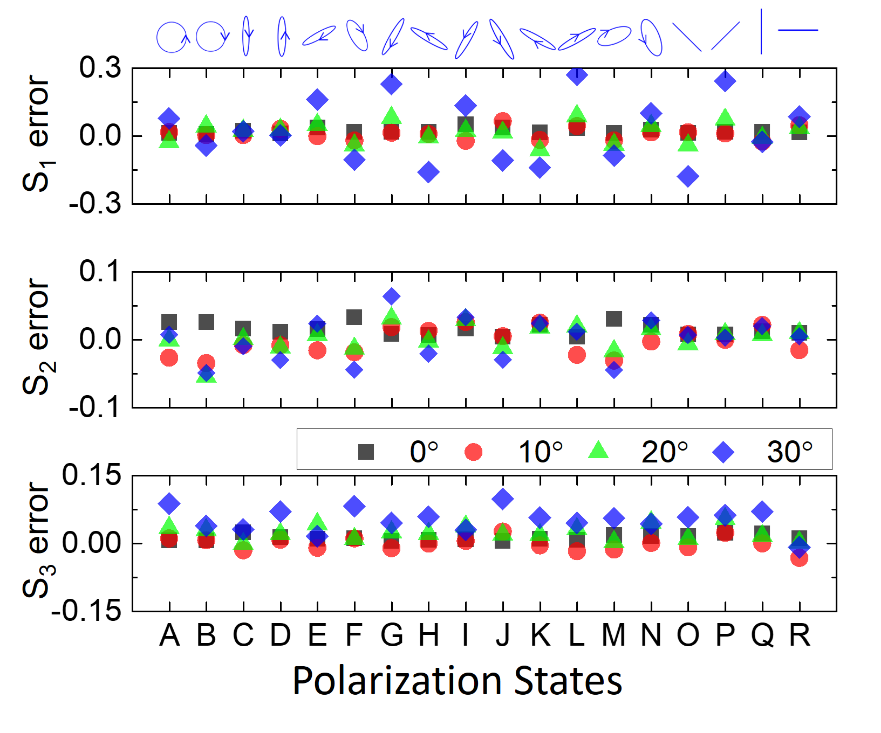 0.3
0.0
-0.3
S1 error
0.1
0.0
-0.1
S2 error
0° 10° 20° 30°
0.15
0.00
-0.15
S3 error
A B C D E F G H I J K L M N O P Q R
Polarization States